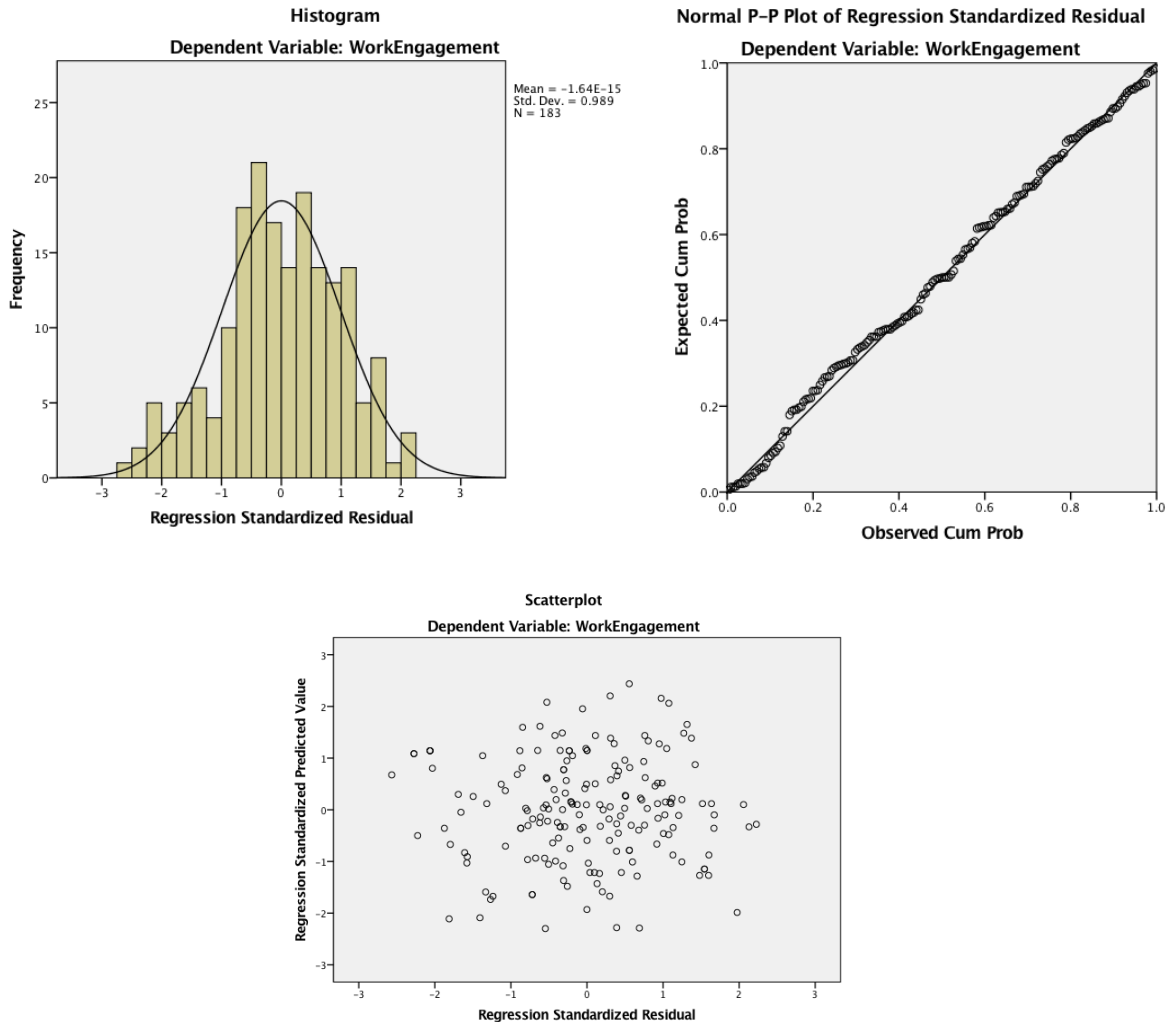 Histogram
Dependent Variable: WorkEngagement
Mean = -1.64E-15
Std. Dev. = 0.989
N = 183
25
20
15
10
5
0
Frequency
-3 -2 -1 0 1 2 3
Regression Standardized Residual
Normal P-P Plot of Regression Standardized Residual
Dependent Variable: WorkEngagement
1.0
0.8
0.6
0.4
0.2
0.0
Expected Cum Prob
0.0 0.2 0.4 0.6 0.8 1.0
Observed Cum Prob
Scatterplot
Dependent Variable: WorkEngagement
3
2
1
0
-1
-2
-3
Regression Standardized Predicted Value
-3 -2 -1 0 1 2 3
Regression Standardized Residual